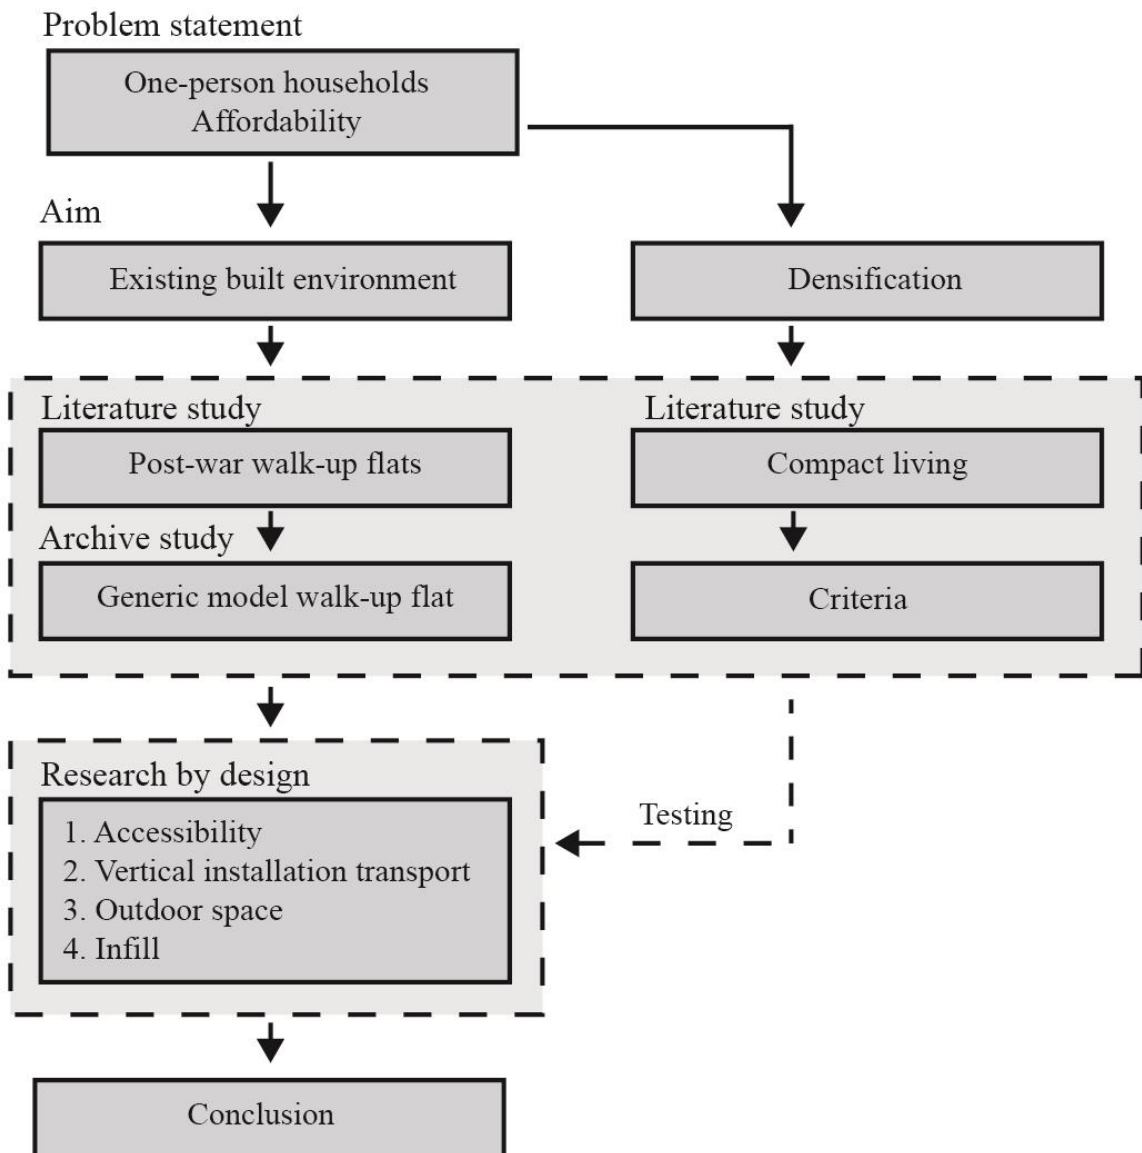 Problem statement
One-person households
Affordability
Aim
Existing built environment
Densification
Literature study
Literature study
Post-war walk-up flats
Compact living
Archive study
Generic model walk-up flat
Criteria
Research by design
1. Accessibility
2. Vertical installation transport
3. Outdoor space
4. Infill
Testing
Conclusion